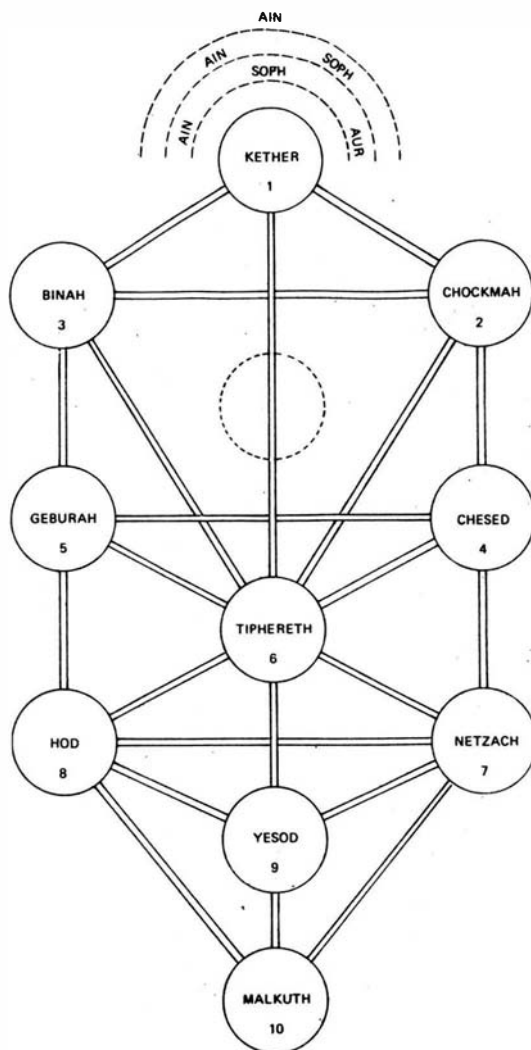 AIN
AIN SOPH
AIN SOPH AUR
KETHER
1
BINAH
3
CHOCKMAH
2
GEBURAH
5
CHESED
4
TIPHERETH
6
HOD
8
NETZACH
7
YESOD
9
MALKUTH
10